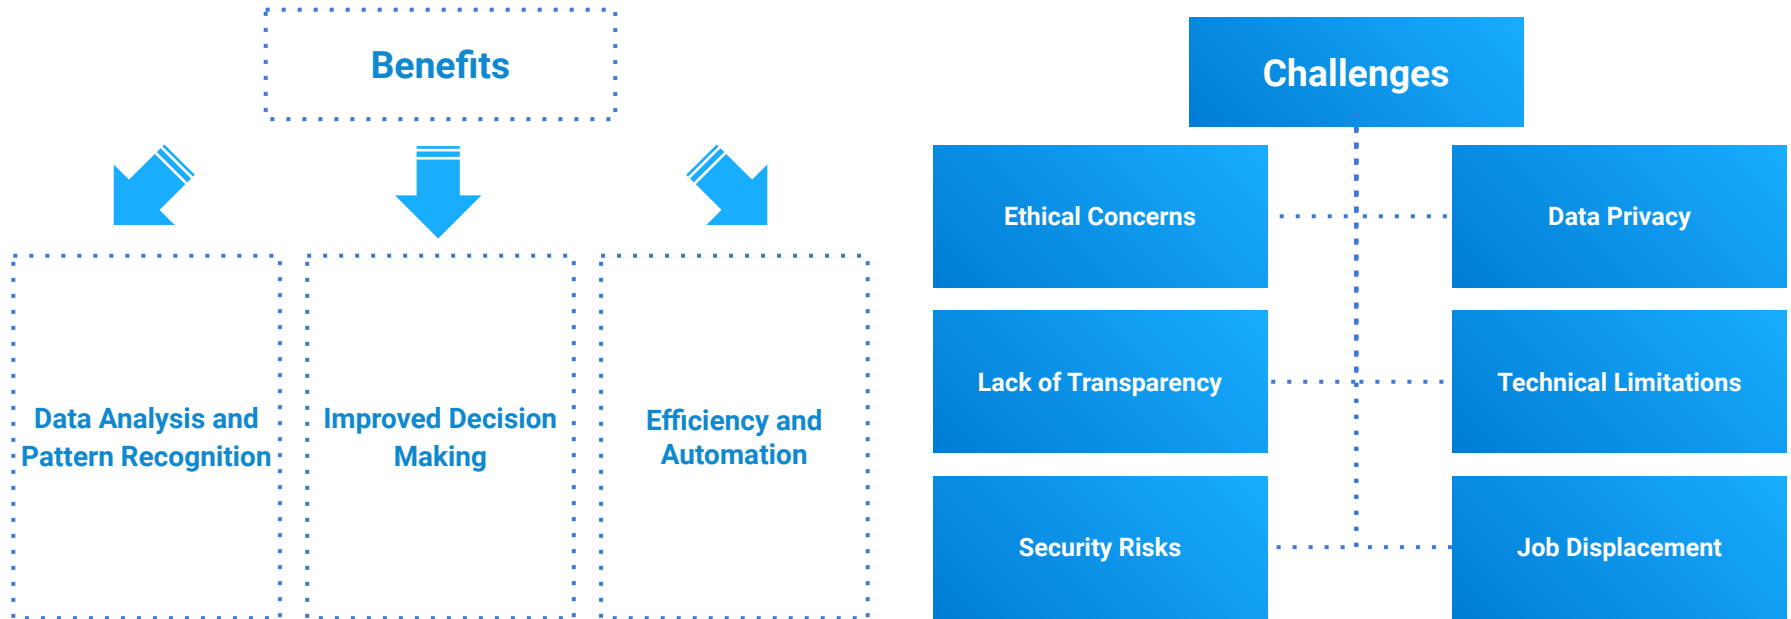 Benefits
Data Analysis and
Pattern Recognition
Improved Decision
Making
Efficiency and
Automation
Challenges
Ethical Concerns
Data Privacy
Lack of Transparency
Technical Limitations
Security Risks
Job Displacement